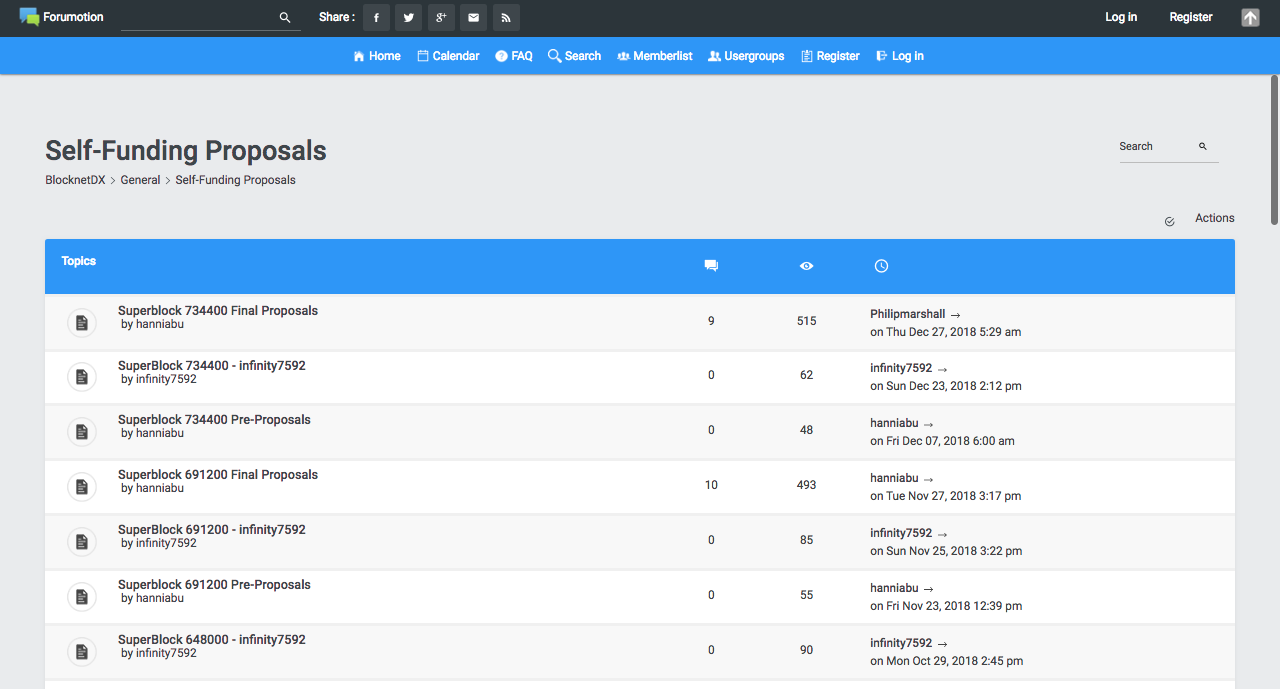 Forumotion
Share :
Log in
Register
Home
Calendar
FAQ
Search
Memberlist
Usergroups
Register
Log in
Self-Funding Proposals
Search
BlocknetDX > General > Self-Funding Proposals
Actions
Topics
Superblock 734400 Final Proposals
by hanniabu
9
515
Philipmarshall →
on Thu Dec 27, 2018 5:29 am
SuperBlock 734400 - infinity7592
by infinity7592
0
62
infinity7592 →
on Sun Dec 23, 2018 2:12 pm
Superblock 734400 Pre-Proposals
by hanniabu
0
48
hanniabu →
on Fri Dec 07, 2018 6:00 am
Superblock 691200 Final Proposals
by hanniabu
10
493
hanniabu →
on Tue Nov 27, 2018 3:17 pm
SuperBlock 691200 - infinity7592
by infinity7592
0
85
infinity7592 →
on Sun Nov 25, 2018 3:22 pm
Superblock 691200 Pre-Proposals
by hanniabu
0
55
hanniabu →
on Fri Nov 23, 2018 12:39 pm
SuperBlock 648000 - infinity7592
by infinity7592
0
90
infinity7592 →
on Mon Oct 29, 2018 2:45 pm